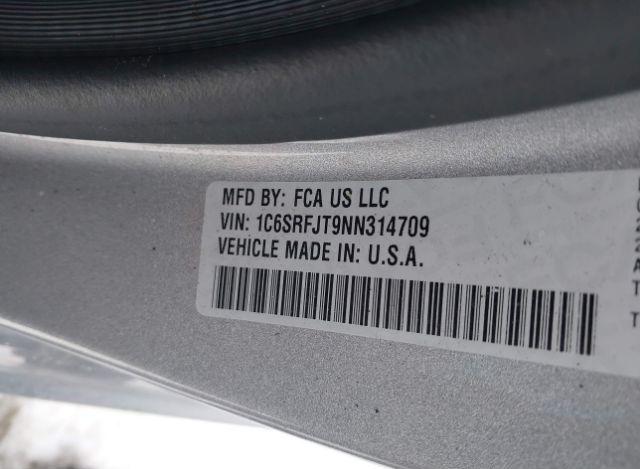 MFD BY: FCA US LLC
VIN: 1C6SRFJT9NN314709
VEHICLE MADE IN: U.S.A.